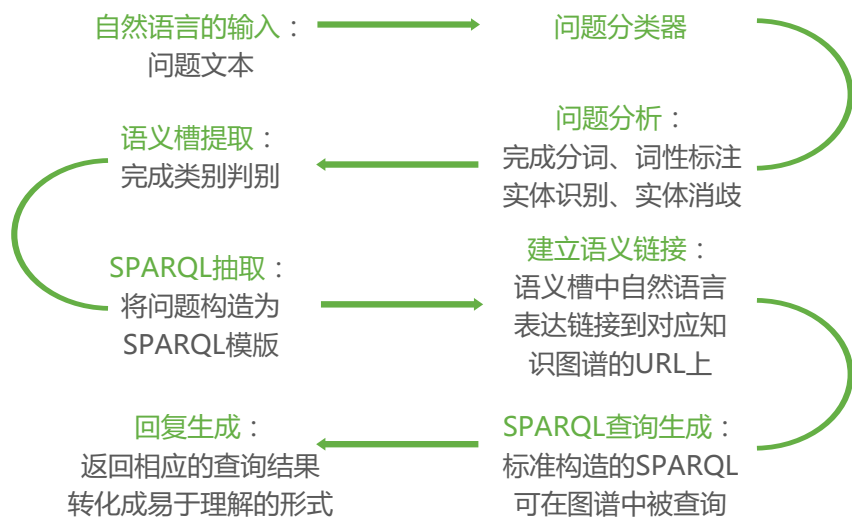 自然语言的输入：
问题文本
问题分类器
问题分析：
完成分词、词性标注
实体识别、实体消歧
语义槽提取：
完成类别判别
SPARQL抽取：
将问题构造为
SPARQL模版
建立语义链接：
语义槽中自然语言
表达链接到对应知
识图谱的URL上
SPARQL查询生成：
标准构造的SPARQL
可在图谱中被查询
回复生成：
返回相应的查询结果
转化成易于理解的形式